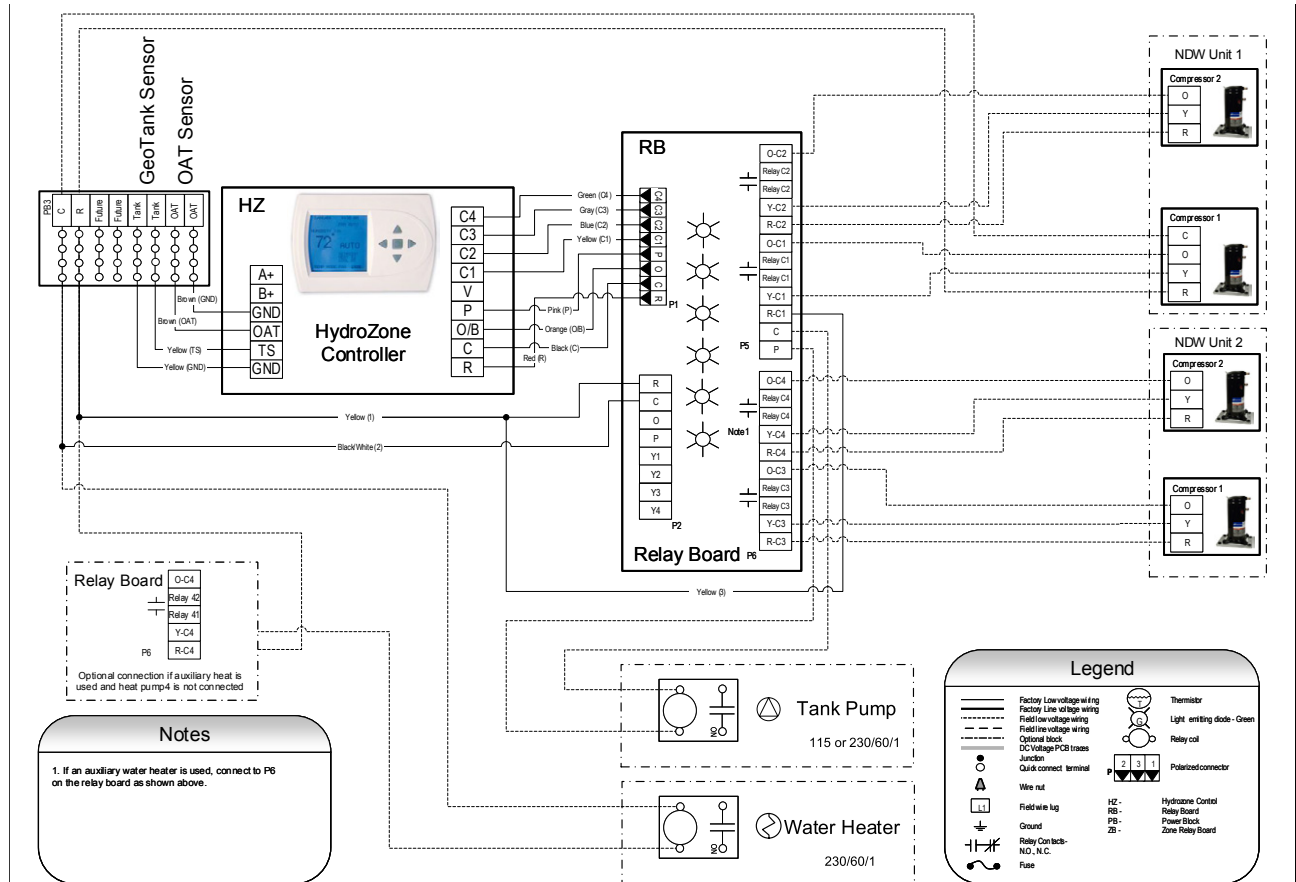 NDW Unit 1
Compressor 2
O
Y
R
Compressor 1
C
O
Y
R
NDW Unit 2
Compressor 2
O
Y
R
Compressor 1
O
Y
R
GeoTank Sensor
OAT Sensor
PB3
C
R
Future
Future
Tank
Tank
OAT
OAT
Brown (GND)
Brown (OAT)
Yellow (TS)
Yellow (GND)
HZ
72°
AUTO
A+
B+
GND
OAT
TS
GND
HydroZone
Controller
C4
C3
C2
C1
V
P
O/B
C
R
Green (C4)
Gray (C3)
Blue (C2)
Yellow (C1)
Pink (P)
Orange (O/B)
Black (C)
Red (R)
Yellow (1)
Black/White (2)
RB
C4
C3
C2
C1
P
O
C
R
P1
R
C
O
P
Y1
Y2
Y3
Y4
P2
O-C2
Relay C2
Relay C2
Y-C2
R-C2
O-C1
Relay C1
Relay C1
Y-C1
R-C1
C
P
P5
O-C4
Relay C4
Relay C4
Note1
Y-C4
R-C4
O-C3
Relay C3
Relay C3
Y-C3
R-C3
P6
Relay Board
Yellow (3)
Relay Board
O-C4
Relay 42
Relay 41
Y-C4
R-C4
P6
Optional connection if auxiliary heat is
used and heat pump4 is not connected
Notes
1. If an auxiliary water heater is used, connect to P6
on the relay board as shown above.
NO
Tank Pump
115 or 230/60/1
NO
Water Heater
230/60/1
Legend
Factory Low voltage wiring
Factory Line voltage wiring
Field low voltage wiring
Field line voltage wiring
Optional block
DC Voltage PCB traces
Junction
Quick connect terminal
Wire nut
L1
Field wire lug
Ground
Relay Contacts-
N.O., N.C.
Fuse
T
Thermistor
G
Light emitting diode - Green
Relay coil
P
2 3 1
Polarized connector
HZ - Hydrozone Control
RB - Relay Board
PB - Power Block
ZB - Zone Relay Board